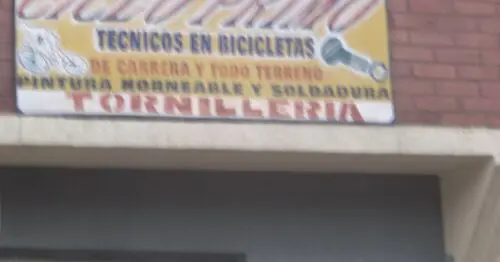 TECNICOS EN BICICLETAS
DE CARRERA Y TODO TERRENO
PINTURA HORNEABLE Y SOLDADURA
TORNILLERIA